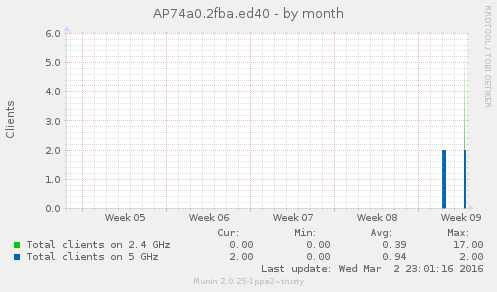 AP74a0.2fba.ed40 - by month
RRDTOOL / TOBI OETIKER
Clients
6.0
5.0
4.0
3.0
2.0
1.0
0.0
Week 05 Week 06 Week 07 Week 08 Week 09
Cur: Min: Avg: Max:
Total clients on 2.4 GHz 0.00 0.00 0.39 17.00
Total clients on 5 GHz 2.00 0.00 0.94 2.00
Last update: Wed Mar 2 23:01:16 2016
Munin 2.0.25-1ppa2~trusty